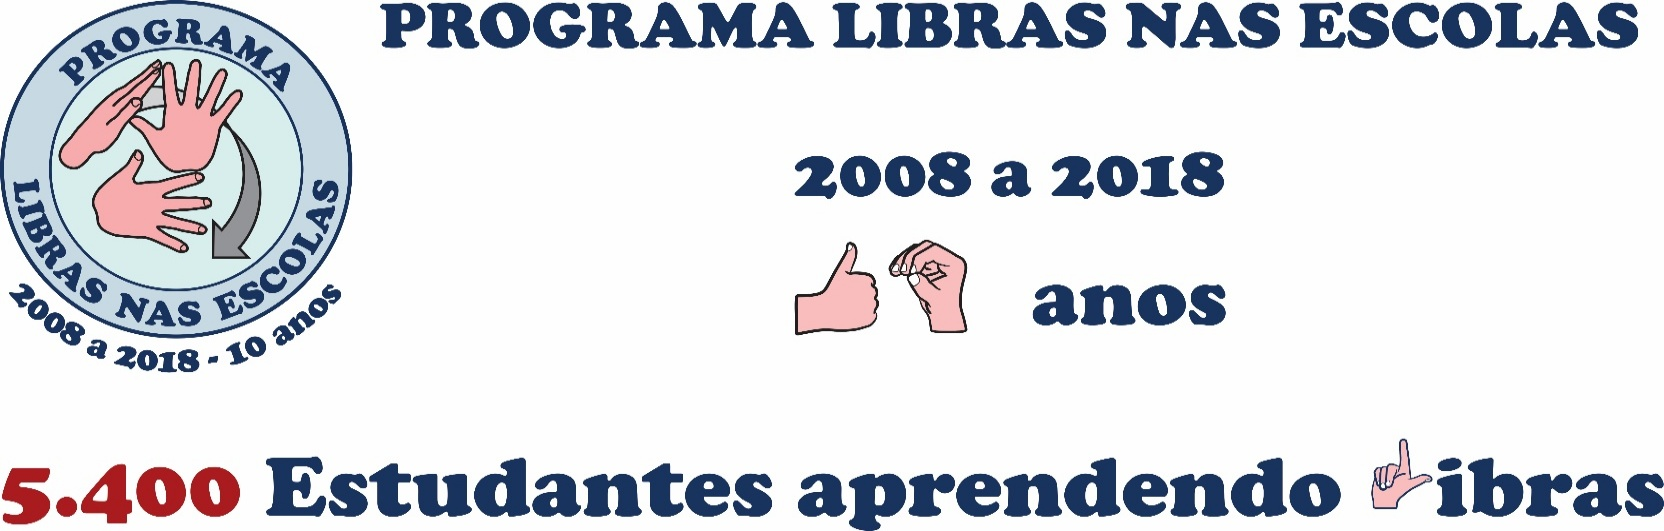 PROGRAMA
LIBRAS NAS ESCOLAS
2008 a 2018 - 10 anos
PROGRAMA LIBRAS NAS ESCOLAS
2008 a 2018
anos
5.400 Estudantes aprendendo ibras